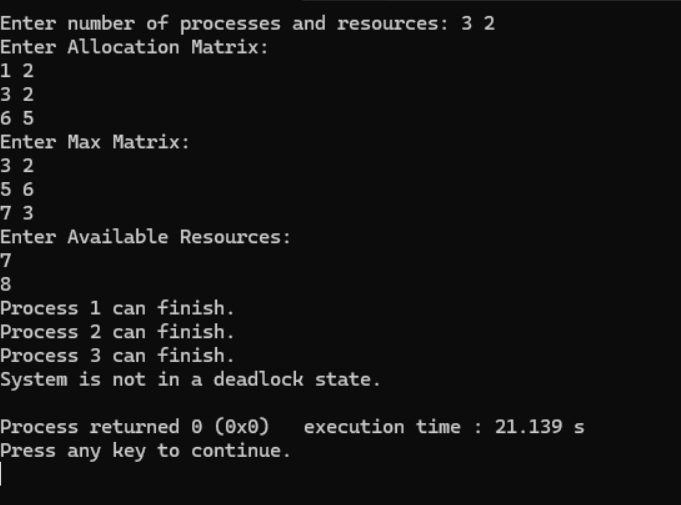 Enter number of processes and resources: 3 2
Enter Allocation Matrix:
1 2
3 2
6 5
Enter Max Matrix:
3 2
5 6
7 3
Enter Available Resources:
7
8
Process 1 can finish.
Process 2 can finish.
Process 3 can finish.
System is not in a deadlock state.

Process returned 0 (0x0)   execution time : 21.139 s
Press any key to continue.